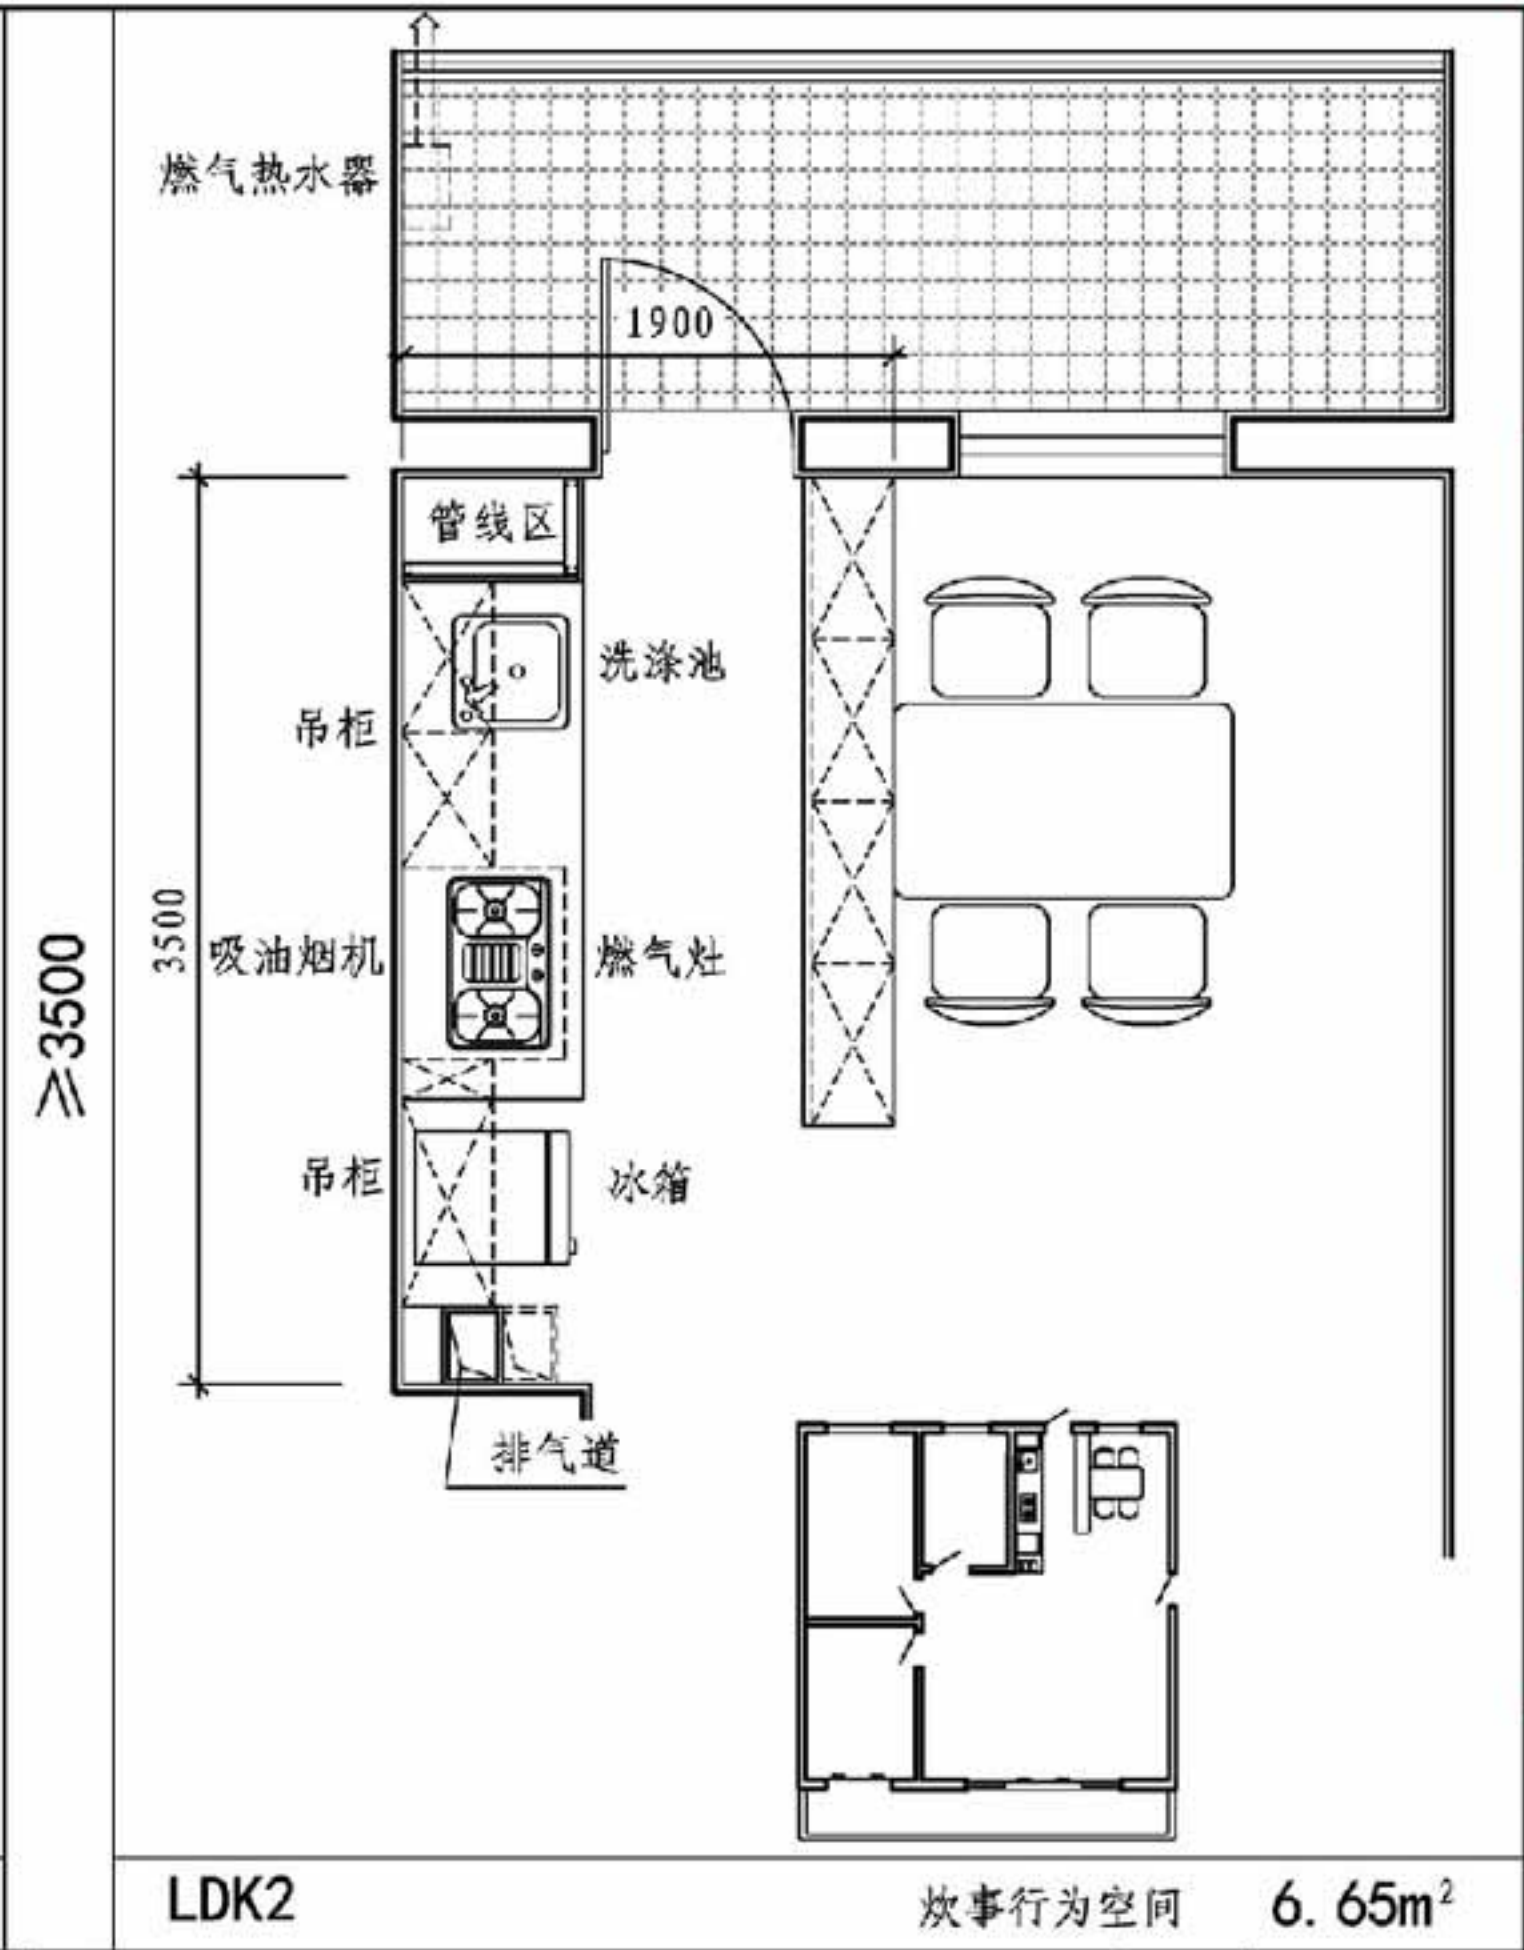 燃气热水器
1900
管线区
洗涤池
吊柜
≥3500
3500
吸油烟机
燃气灶
吊柜
冰箱
排气道
LDK2
炊事行为空间 6.65m²